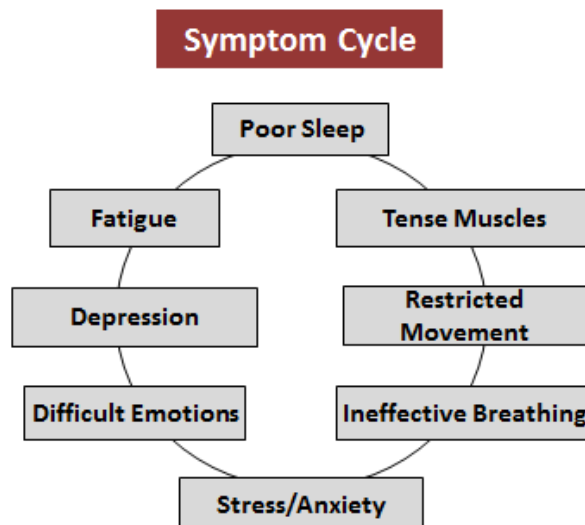 Symptom Cycle
Poor Sleep
Fatigue
Tense Muscles
Depression
Restricted
Movement
Difficult Emotions
Ineffective Breathing
Stress/Anxiety